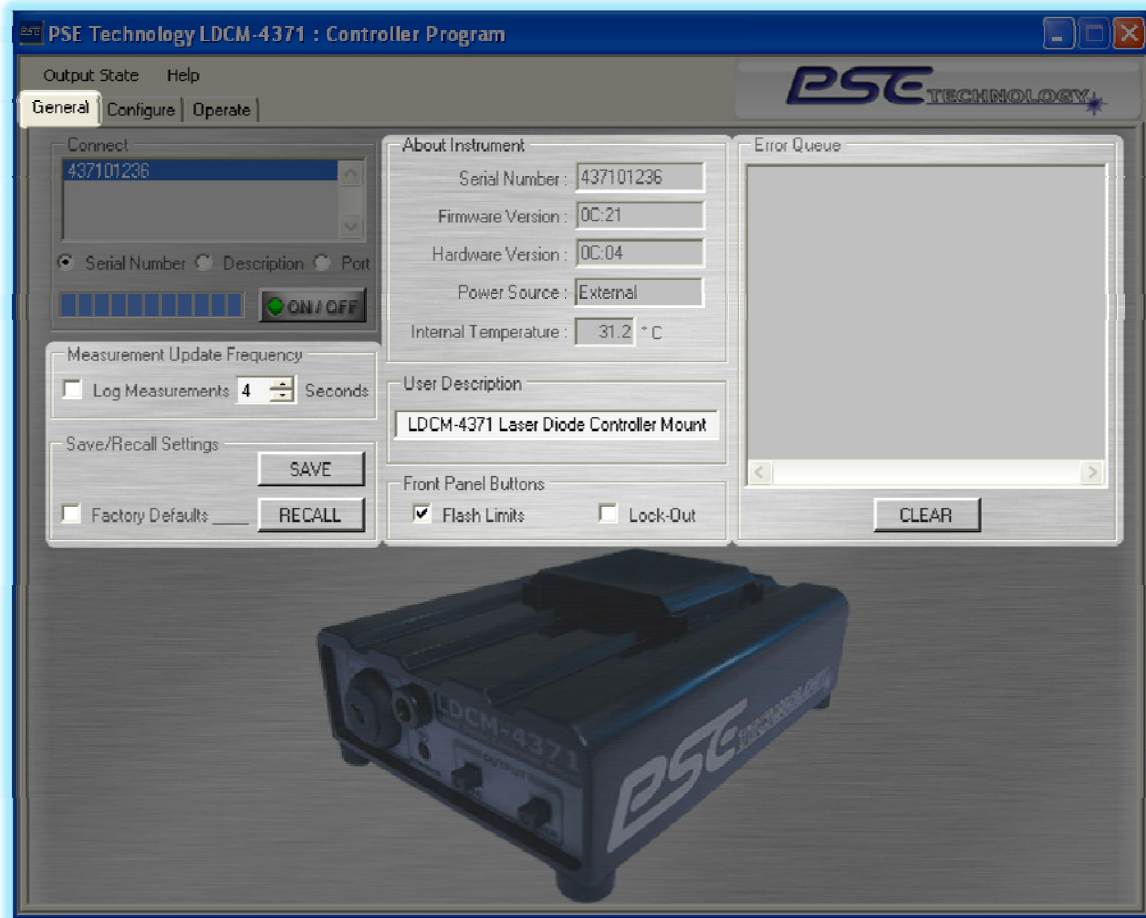 PSE PSE Technology LDCM-4371 : Controller Program
Output State Help
PSE TECHNOLOGY
General Configure Operate
Connect
437101236
Serial Number Description Port
ON / OFF
Measurement Update Frequency
Log Measurements 4 Seconds
Save/Recall Settings
SAVE
Factory Defaults ____ RECALL
About Instrument
Serial Number : 437101236
Firmware Version : 0C:21
Hardware Version : 0C:04
Power Source : External
Internal Temperature : 31.2 ° C
User Description
LDCM-4371 Laser Diode Controller Mount
Front Panel Buttons
Flash Limits Lock-Out
Error Queue
CLEAR
LDCM-4371
OUTPUT
PSE TECHNOLOGY